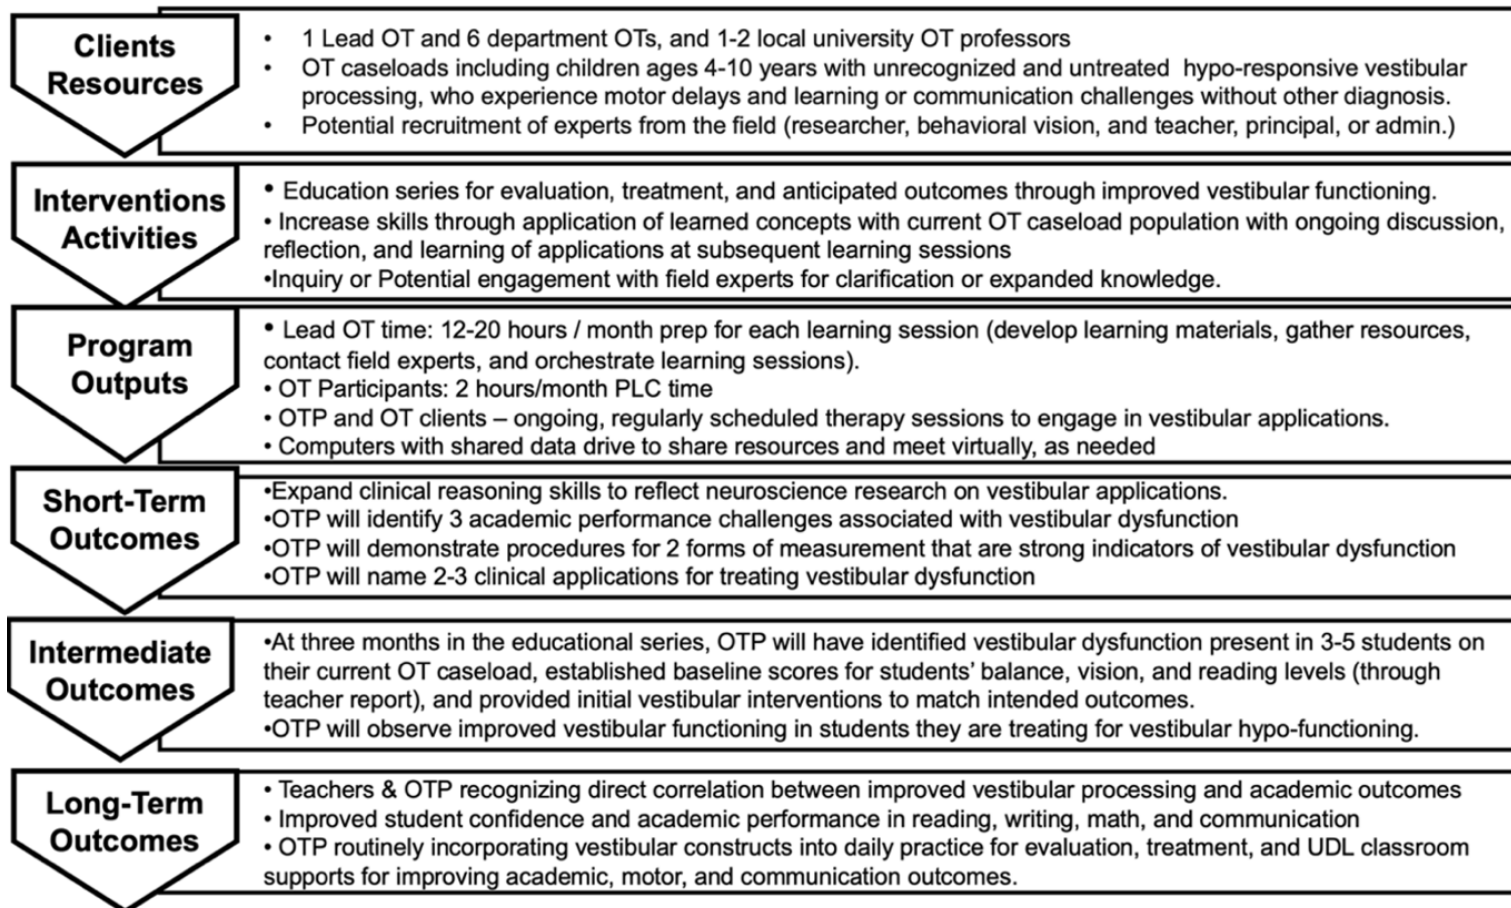 Clients
Resources
• 1 Lead OT and 6 department OTs, and 1-2 local university OT professors
• OT caseloads including children ages 4-10 years with unrecognized and untreated hypo-responsive vestibular
processing, who experience motor delays and learning or communication challenges without other diagnosis.
• Potential recruitment of experts from the field (researcher, behavioral vision, and teacher, principal, or admin.)
Interventions
Activities
• Education series for evaluation, treatment, and anticipated outcomes through improved vestibular functioning.
• Increase skills through application of learned concepts with current OT caseload population with ongoing discussion,
reflection, and learning of applications at subsequent learning sessions
•Inquiry or Potential engagement with field experts for clarification or expanded knowledge.
Program
Outputs
• Lead OT time: 12-20 hours / month prep for each learning session (develop learning materials, gather resources,
contact field experts, and orchestrate learning sessions).
• OT Participants: 2 hours/month PLC time
• OTP and OT clients – ongoing, regularly scheduled therapy sessions to engage in vestibular applications.
• Computers with shared data drive to share resources and meet virtually, as needed
Short-Term
Outcomes
•Expand clinical reasoning skills to reflect neuroscience research on vestibular applications.
•OTP will identify 3 academic performance challenges associated with vestibular dysfunction
•OTP will demonstrate procedures for 2 forms of measurement that are strong indicators of vestibular dysfunction
•OTP will name 2-3 clinical applications for treating vestibular dysfunction
Intermediate
Outcomes
•At three months in the educational series, OTP will have identified vestibular dysfunction present in 3-5 students on
their current OT caseload, established baseline scores for students' balance, vision, and reading levels (through
teacher report), and provided initial vestibular interventions to match intended outcomes.
•OTP will observe improved vestibular functioning in students they are treating for vestibular hypo-functioning.
Long-Term
Outcomes
• Teachers & OTP recognizing direct correlation between improved vestibular processing and academic outcomes
• Improved student confidence and academic performance in reading, writing, math, and communication
• OTP routinely incorporating vestibular constructs into daily practice for evaluation, treatment, and UDL classroom
supports for improving academic, motor, and communication outcomes.